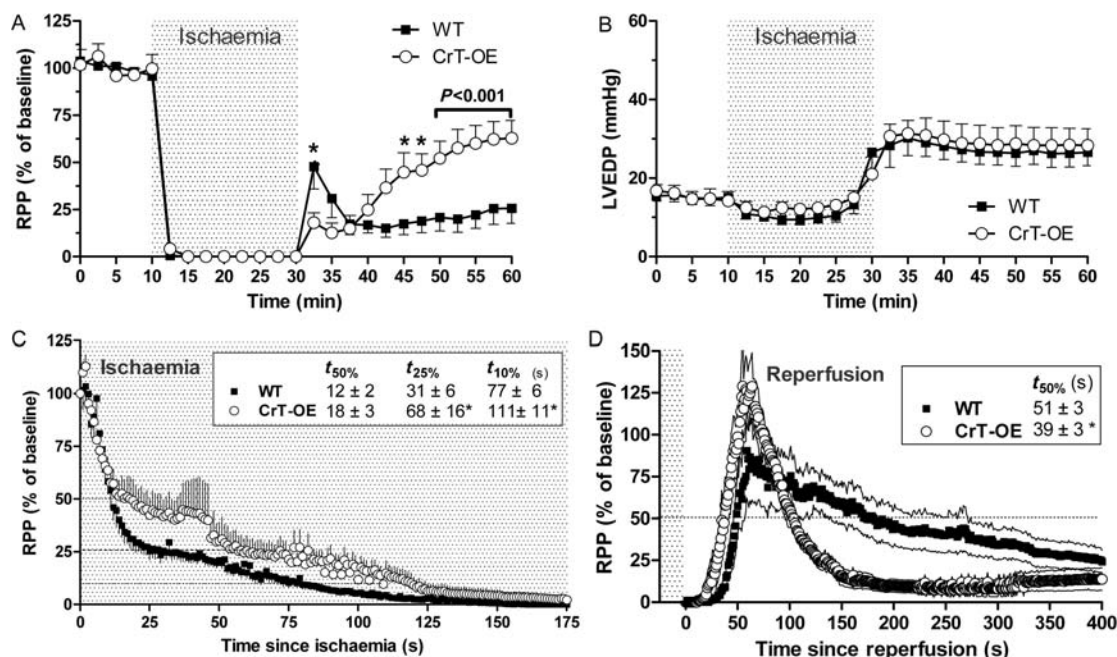 A
RPP (% of baseline)
125
100
75
50
25
0
Ischaemia
WT
CrT-OE
P<0.001
*
* *
0 5 10 15 20 25 30 35 40 45 50 55 60
Time (min)
B
LVEDP (mmHg)
60
40
20
0
Ischaemia
WT
CrT-OE
0 5 10 15 20 25 30 35 40 45 50 55 60
Time (min)
C
RPP (% of baseline)
125
100
75
50
25
0
Ischaemia
t50% t25% t10% (s)
WT 12 ± 2 31 ± 6 77 ± 6
CrT-OE 18 ± 3 68 ± 16* 111± 11*
0 25 50 75 100 125 150 175
Time since ischaemia (s)
D
RPP (% of baseline)
150
125
100
75
50
25
0
Reperfusion
t50% (s)
WT 51 ± 3
CrT-OE 39 ± 3 *
0 50 100 150 200 250 300 350 400
Time since reperfusion (s)